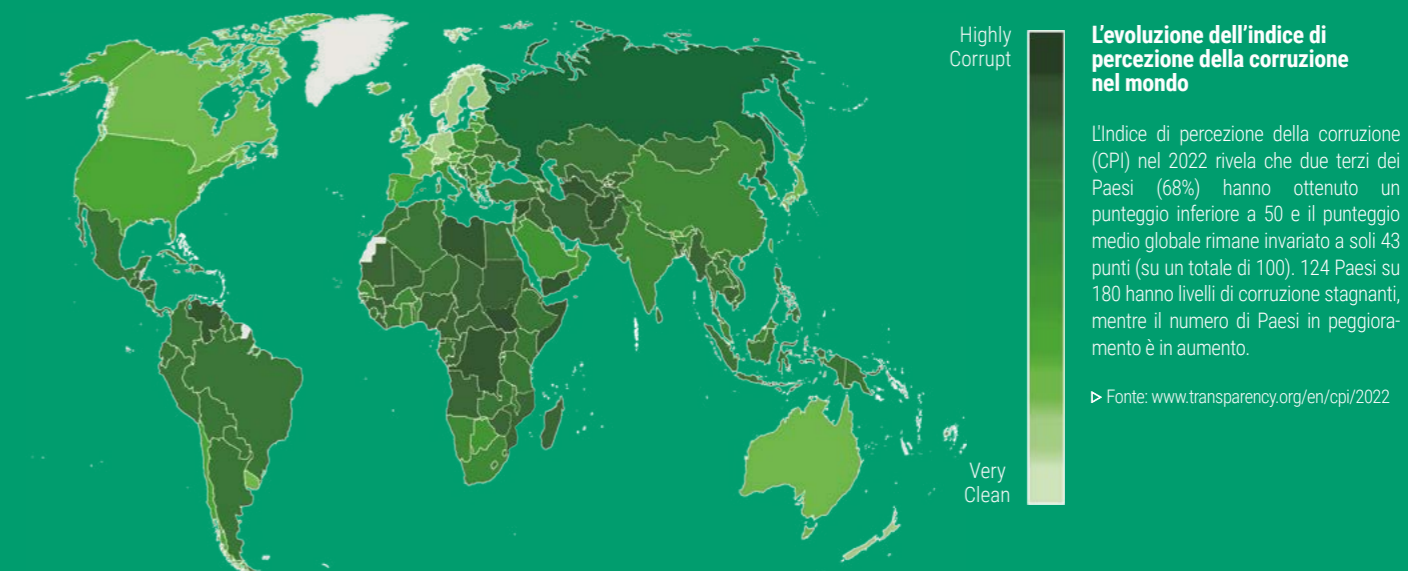 Highly
Corrupt
Very
Clean
L'evoluzione dell'indice di
percezione della corruzione
nel mondo
L'Indice di percezione della corruzione
(CPI) nel 2022 rivela che due terzi dei
Paesi (68%) hanno ottenuto un
punteggio inferiore a 50 e il punteggio
medio globale rimane invariato a soli 43
punti (su un totale di 100). 124 Paesi su
180 hanno livelli di corruzione stagnanti,
mentre il numero di Paesi in peggiora-
mento è in aumento.
▷ Fonte: www.transparency.org/en/cpi/2022